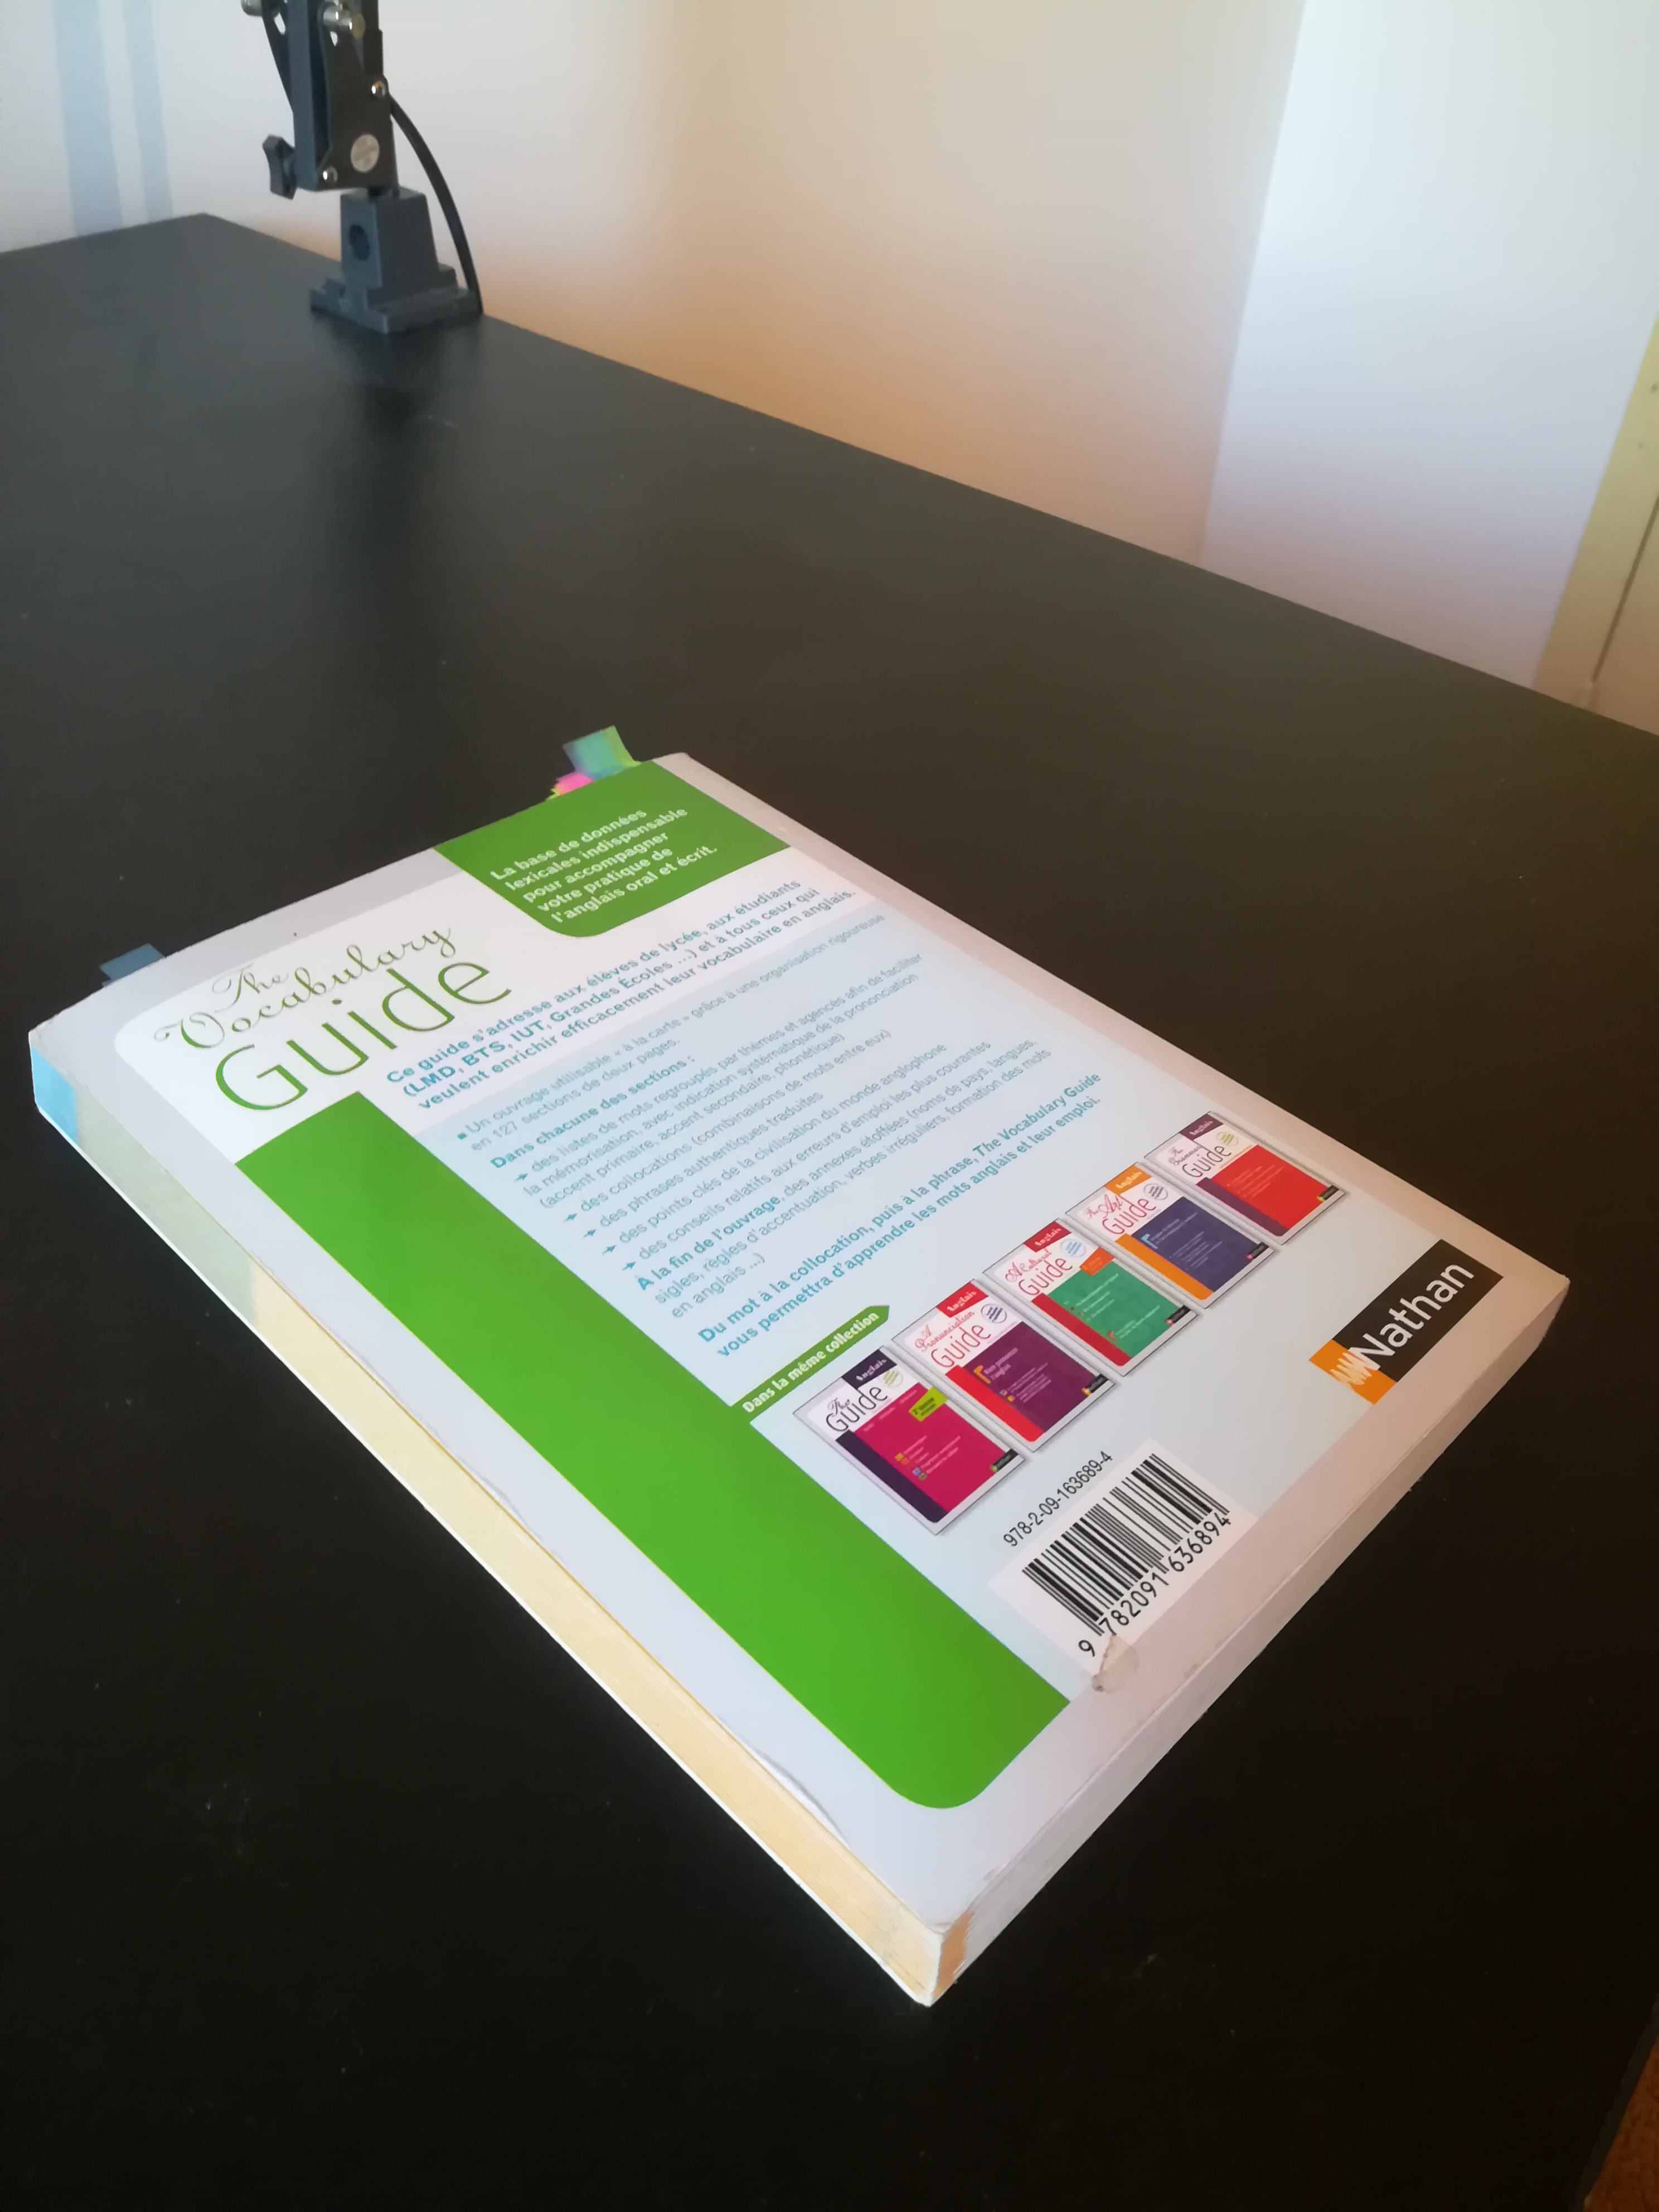 La base de données
lexicales indispensable
pour accompagner
votre pratique de
l'anglais oral et écrit.
The
Vocabulary
GUIDE
Ce guide s'adresse aux élèves de lycée, aux étudiants
(LMD, BTS, IUT, Grandes Écoles ...) et à tous ceux qui
veulent enrichir efficacement leur vocabulaire en anglais.
■ Un ouvrage utilisable « à la carte » grâce à une organisation rigoureuse
en 127 sections de deux pages.
Dans chacune des sections :
➔ des listes de mots regroupés par thèmes et agencés afin de faciliter
la mémorisation, avec indication systématique de la prononciation
(accent primaire, accent secondaire, phonétique)
➔ des collocations (combinaisons de mots entre eux)
➔ des phrases authentiques traduites
➔ des points clés de la civilisation du monde anglophone
➔ des conseils relatifs aux erreurs d'emploi les plus courantes
À la fin de l'ouvrage, des annexes étoffées (noms de pays, langues,
sigles, règles d'accentuation, verbes irréguliers, formation des mots
en anglais ...)
Du mot à la collocation, puis à la phrase, The Vocabulary Guide
vous permettra d'apprendre les mots anglais et leur emploi.
Dans la même collection
anglais
The
GUIDE
anglais
A
Pronunciation
GUIDE
anglais
A Cultural
GUIDE
anglais
GUIDE
GUIDE
Nathan
978-2-09-163689-4
9 782091 636894